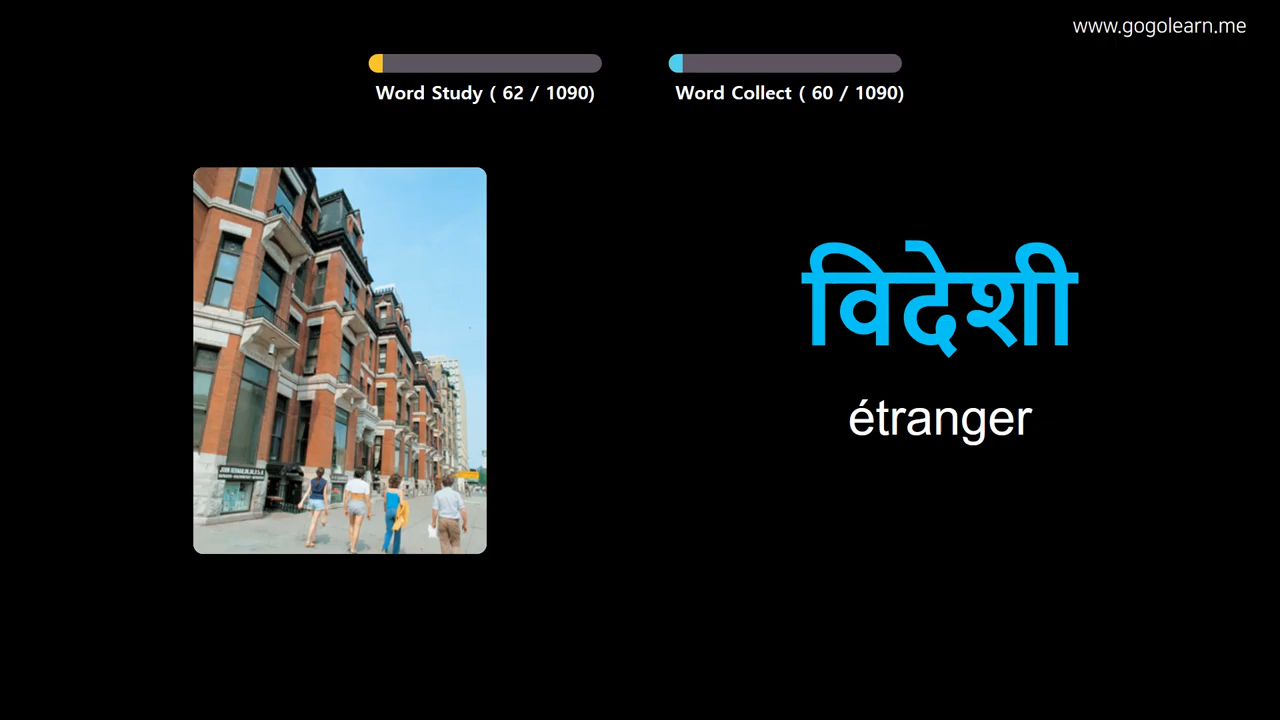 www.gogolearn.me
Word Study ( 62 / 1090)
Word Collect ( 60 / 1090)
विदेशी
étranger